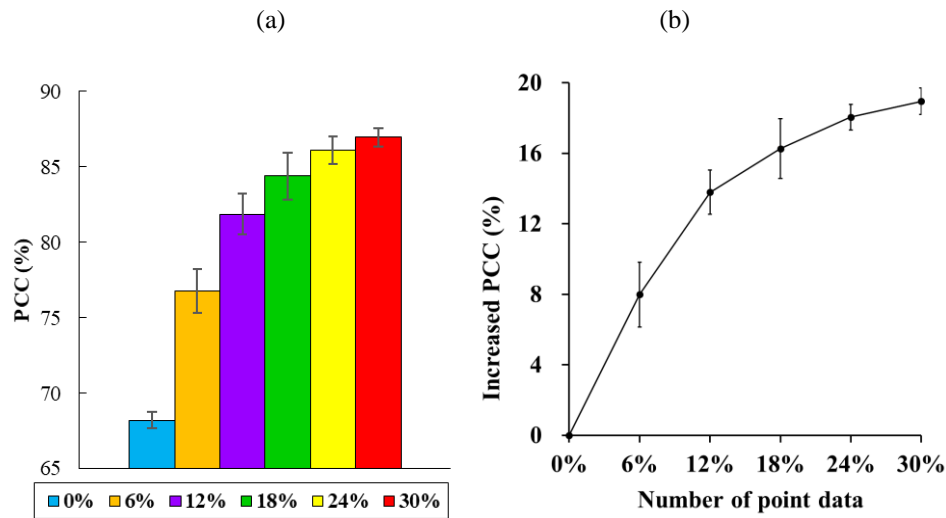 (a)
(b)
PCC (%)
90
85
80
75
70
65
0% 6% 12% 18% 24% 30%
Increased PCC (%)
20
16
12
8
4
0
0% 6% 12% 18% 24% 30%
Number of point data